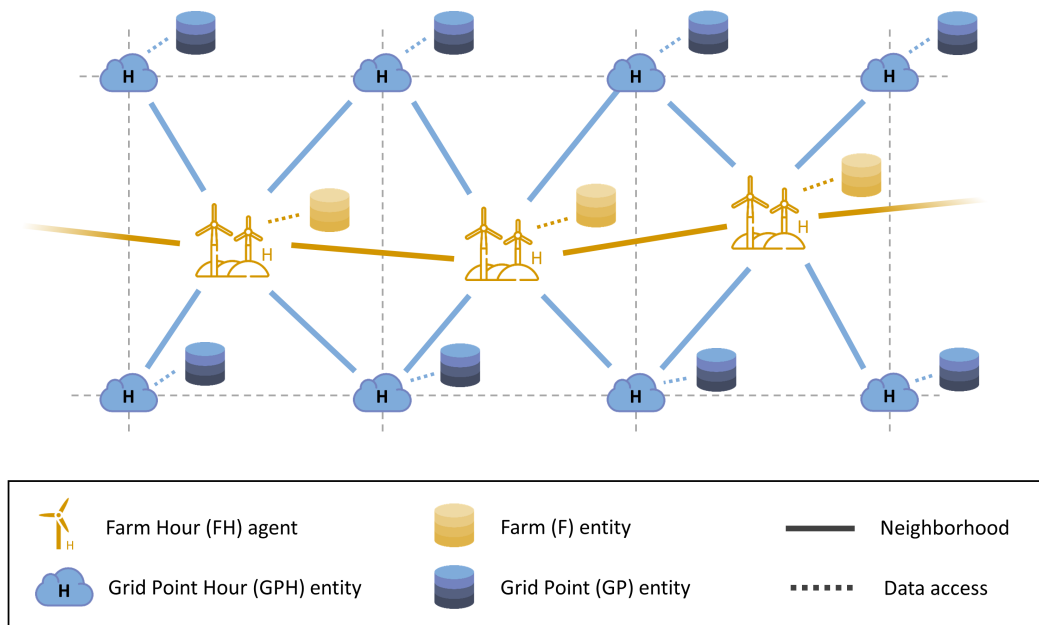 H H H H
H H H
H H H H
H Farm Hour (FH) agent Farm (F) entity Neighborhood
H Grid Point Hour (GPH) entity Grid Point (GP) entity Data access